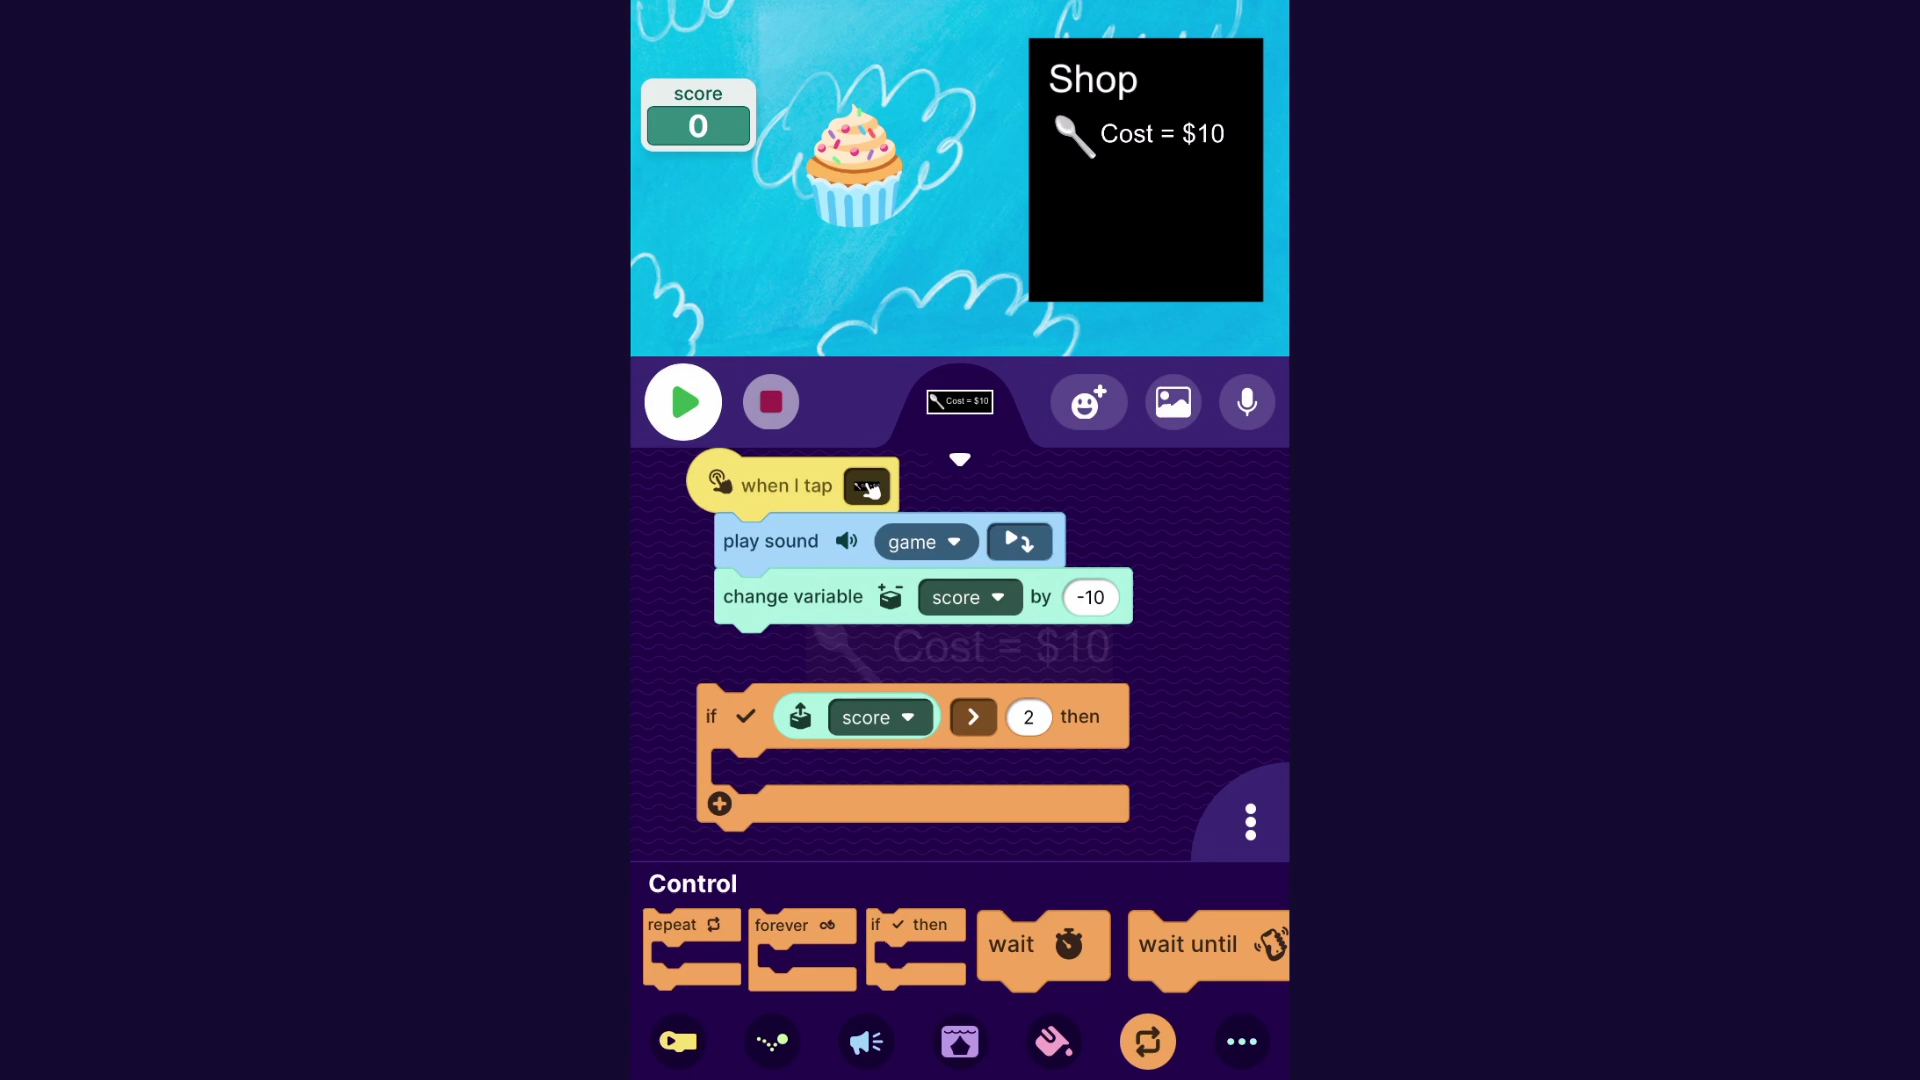 score
0
Shop
Cost = $10
Cost = $10
when I tap
play sound game
change variable score by -10
Cost = $10
if score > 2 then
Control
repeat
forever
if then
wait
wait until